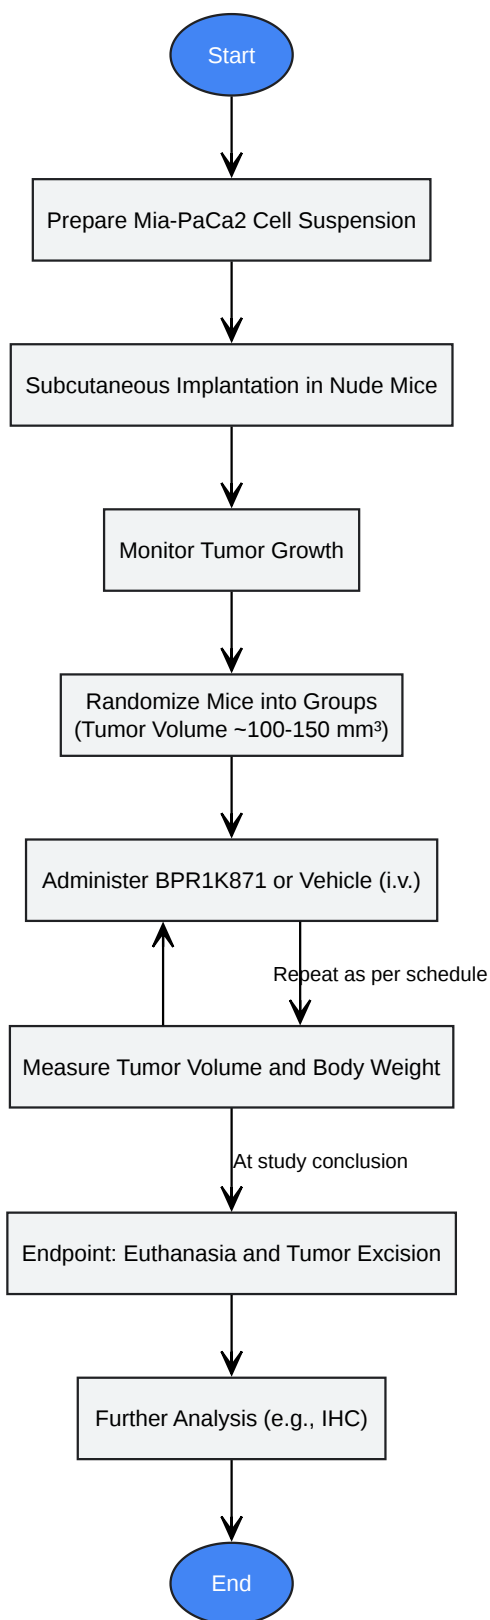 Start
Prepare Mia-PaCa2 Cell Suspension
Subcutaneous Implantation in Nude Mice
Monitor Tumor Growth
Randomize Mice into Groups
(Tumor Volume ~100-150 mm³)
Administer BPR1K871 or Vehicle (i.v.)
Repeat as per schedule
Measure Tumor Volume and Body Weight
At study conclusion
Endpoint: Euthanasia and Tumor Excision
Further Analysis (e.g., IHC)
End